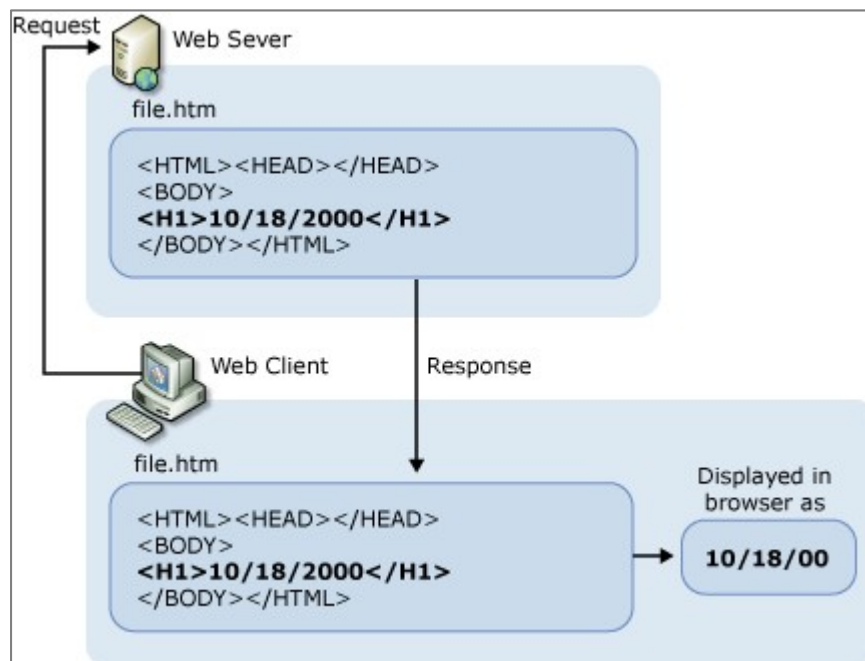 Request
Web Sever
file.htm
<HTML><HEAD></HEAD>
<BODY>
<H1>10/18/2000</H1>
</BODY></HTML>
Web Client
Response
file.htm
<HTML><HEAD></HEAD>
<BODY>
<H1>10/18/2000</H1>
</BODY></HTML>
Displayed in
browser as
10/18/00